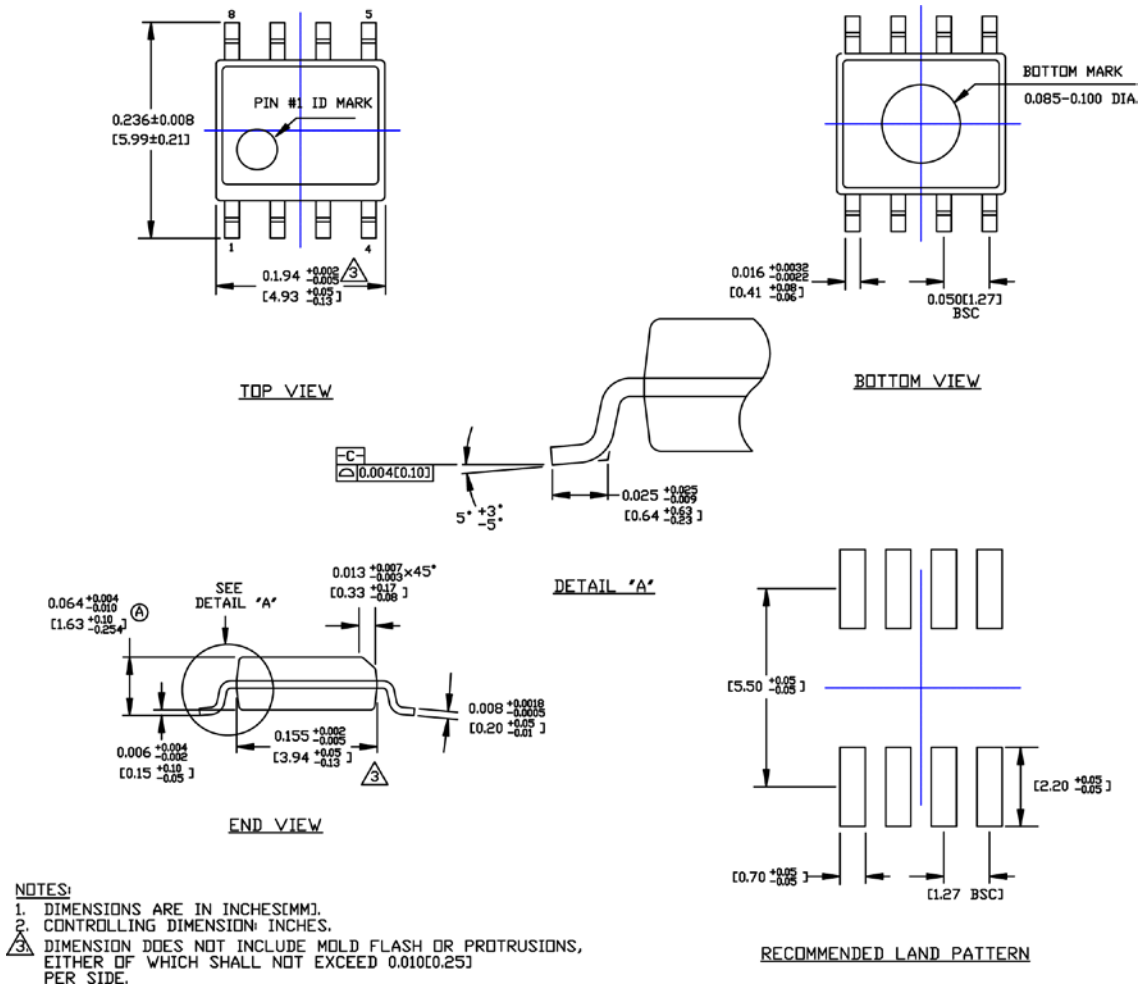 8 5
PIN #1 ID MARK
0.236±0.008
[5.99±0.21]
1 4
0.1.94 +0.002 -0.005 3
[4.93 +0.05 -0.13 ]
TOP VIEW
BOTTOM MARK
0.085-0.100 DIA.
0.016 +0.0032 -0.0022
[0.41 +0.08 -0.06 ]
0.050[1.27]
BSC
BOTTOM VIEW
-C-
⌓ 0.004[0.10]
5° +3° -5°
0.025 +0.025 -0.009
[0.64 +0.63 -0.23 ]
DETAIL "A"
SEE
DETAIL "A"
0.013 +0.007 -0.003 ×45°
[0.33 +0.17 -0.08 ]
0.064 +0.004 -0.010 A
[1.63 +0.10 -0.254 ]
0.008 +0.0018 -0.0005
[0.20 +0.05 -0.01 ]
0.155 +0.002 -0.005
[3.94 +0.05 -0.13 ]
3
0.006 +0.004 -0.002
[0.15 +0.10 -0.05 ]
END VIEW
[5.50 +0.05 -0.05 ]
[2.20 +0.05 -0.05 ]
[0.70 +0.05 -0.05 ]
[1.27 BSC]
RECOMMENDED LAND PATTERN
NOTES:
1. DIMENSIONS ARE IN INCHES[MM].
2. CONTROLLING DIMENSION: INCHES.
3. DIMENSION DOES NOT INCLUDE MOLD FLASH OR PROTRUSIONS,
EITHER OF WHICH SHALL NOT EXCEED 0.010[0.25]
PER SIDE.